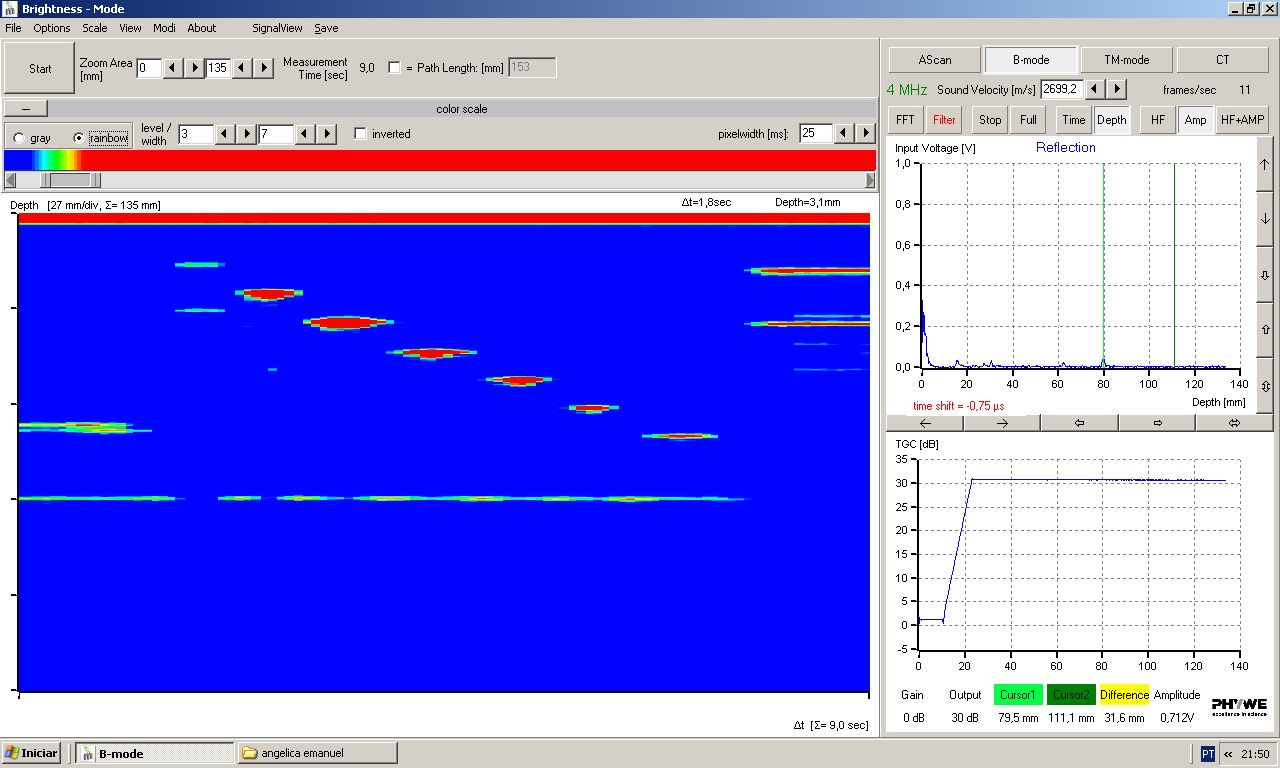 Brightness - Mode
File Options Scale View Modi About SignalView Save
Start
Zoom Area [mm] 0 135
Measurement Time [sec] 9,0 = Path Length: [mm] 153
color scale
gray rainbow level / width 3 7 inverted pixelwidth [ms]: 25
Depth [27 mm/div, Σ= 135 mm] Δt=1,8sec Depth=3,1mm
Δt [Σ= 9,0 sec]
AScan B-mode TM-mode CT
4 MHz Sound Velocity [m/s] 2699,2 frames/sec 11
FFT Filter Stop Full Time Depth HF Amp HF+AMP
Input Voltage [V] Reflection
1,0
0,8
0,6
0,4
0,2
0,0
0 20 40 60 80 100 120 140
time shift = -0,75 µs Depth [mm]
TGC [dB]
35
30
25
20
15
10
5
0
-5
0 20 40 60 80 100 120 140
Gain Output Cursor1 Cursor2 Difference Amplitude
0 dB 30 dB 79,5 mm 111,1 mm 31,6 mm 0,712V
PHYWE
excellence in science
Iniciar B-mode angelica emanuel PT « 21:50